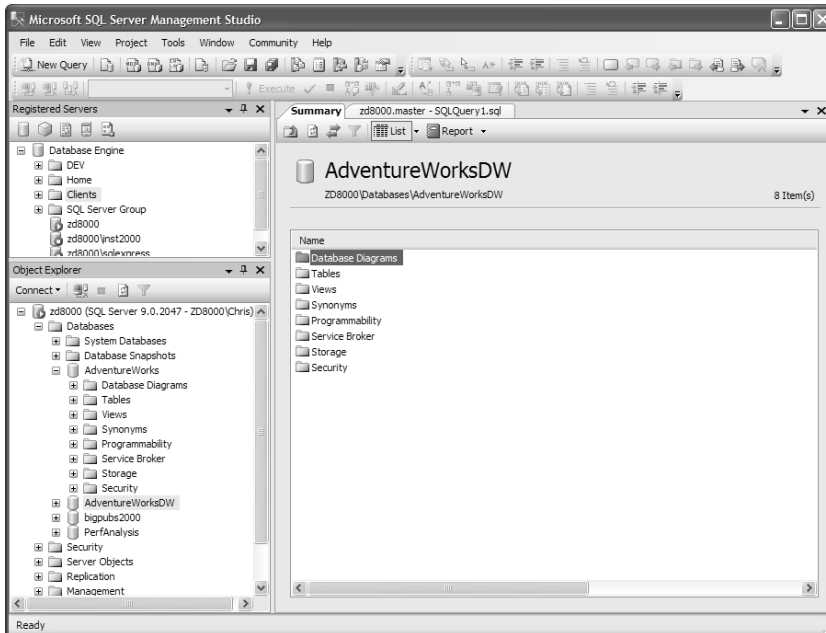 Microsoft SQL Server Management Studio
File Edit View Project Tools Window Community Help
New Query
Execute
Registered Servers
Database Engine
DEV
Home
Clients
SQL Server Group
zd8000
zd8000\inst2000
zd8000\sqlexpress
Object Explorer
Connect
zd8000 (SQL Server 9.0.2047 - ZD8000\Chris)
Databases
System Databases
Database Snapshots
AdventureWorks
Database Diagrams
Tables
Views
Synonyms
Programmability
Service Broker
Storage
Security
AdventureWorksDW
bigpubs2000
PerfAnalysis
Security
Server Objects
Replication
Management
Summary zd8000.master - SQLQuery1.sql
List Report
AdventureWorksDW
ZD8000\Databases\AdventureWorksDW 8 Item(s)
Name
Database Diagrams
Tables
Views
Synonyms
Programmability
Service Broker
Storage
Security
Ready